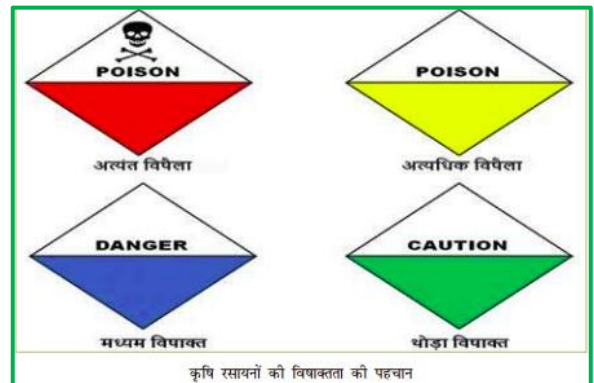 POISON
POISON
अत्यंत विषैला
अत्यधिक विषैला
DANGER
CAUTION
मध्यम विषाक्त
थोड़ा विषाक्त
कृषि रसायनों की विषाक्तता की पहचान